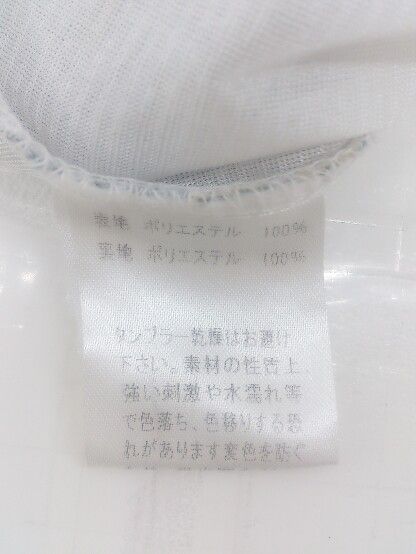 表地 ポリエステル 100%
裏地 ポリエステル 100%
タンブラー乾燥はお避け
下さい。素材の性質上
強い刺激や水濡れ等
で色落ち、色移りする恐
れがあります変色を防ぐ